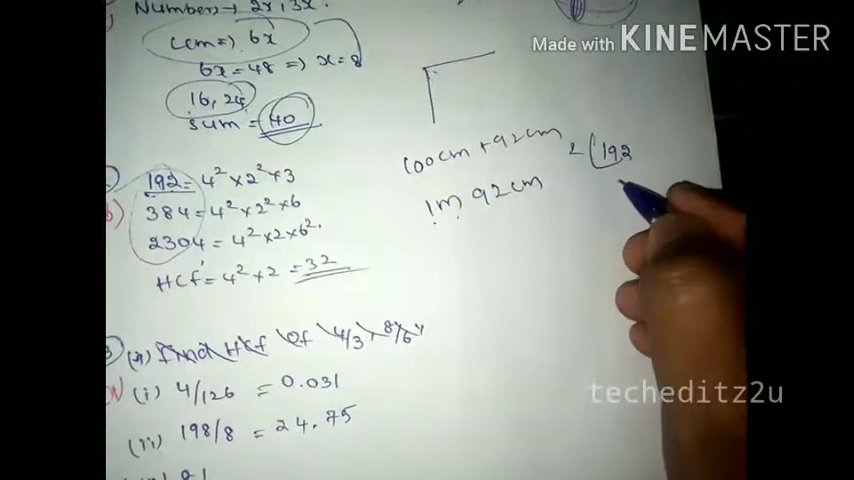 Numbers → 2x, 3x.
LCM => 6x
6x = 48 => x = 8
16, 24
sum = 40
192 = 4² × 2² × 3
384 = 4² × 2² × 6
2304 = 4² × 2 × 6².
HCf = 4² × 2 = 32
(i) 4/126 = 0.031
(ii) 198/8 = 24.75
Made with KINEMASTER
100cm + 92cm
1m 92cm
2 192
techeditz2u